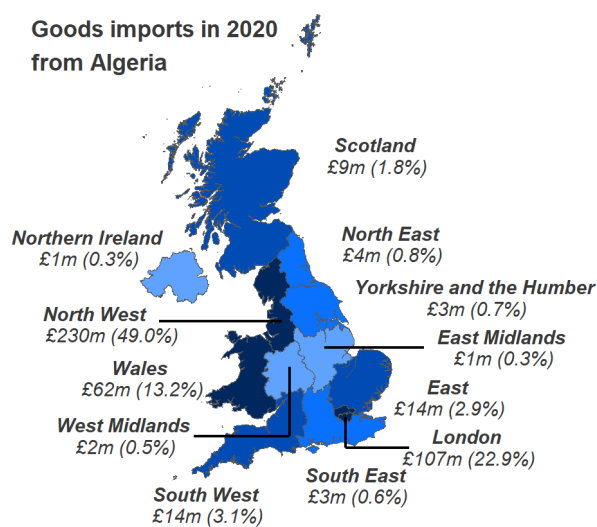 Goods imports in 2020
from Algeria
Scotland
£9m (1.8%)
Northern Ireland
£1m (0.3%)
North East
£4m (0.8%)
Yorkshire and the Humber
£3m (0.7%)
North West
£230m (49.0%)
East Midlands
£1m (0.3%)
Wales
£62m (13.2%)
East
£14m (2.9%)
West Midlands
£2m (0.5%)
London
£107m (22.9%)
South East
£3m (0.6%)
South West
£14m (3.1%)